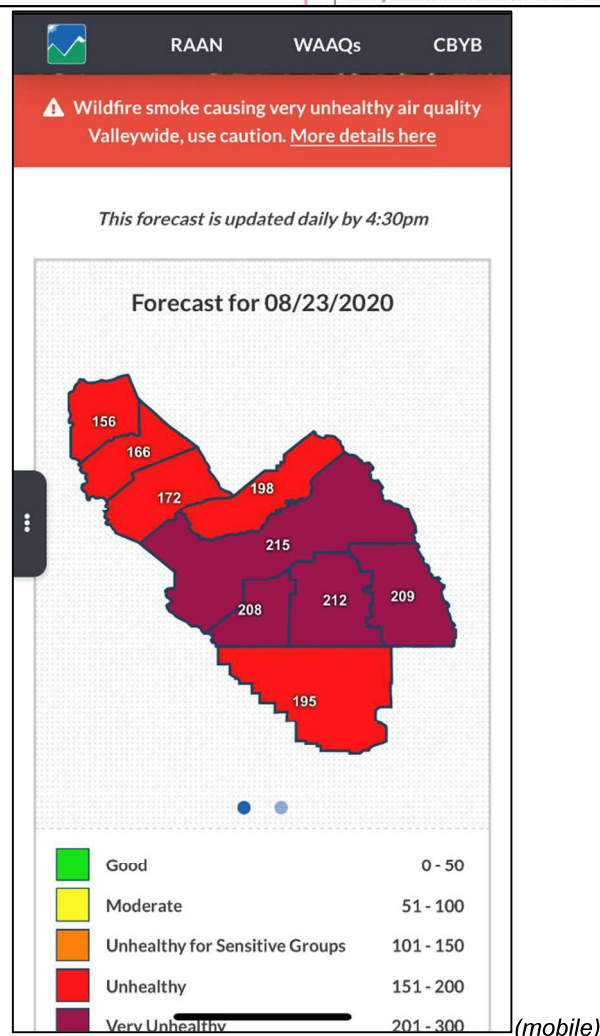 RAAN WAAQs CBYB
Wildfire smoke causing very unhealthy air quality
Valleywide, use caution. More details here
This forecast is updated daily by 4:30pm
Forecast for 08/23/2020
156
166
198
172
215
209
212
208
195
Good 0 - 50
Moderate 51 - 100
Unhealthy for Sensitive Groups 101 - 150
Unhealthy 151 - 200
Very Unhealthy 201 - 300
(mobile)